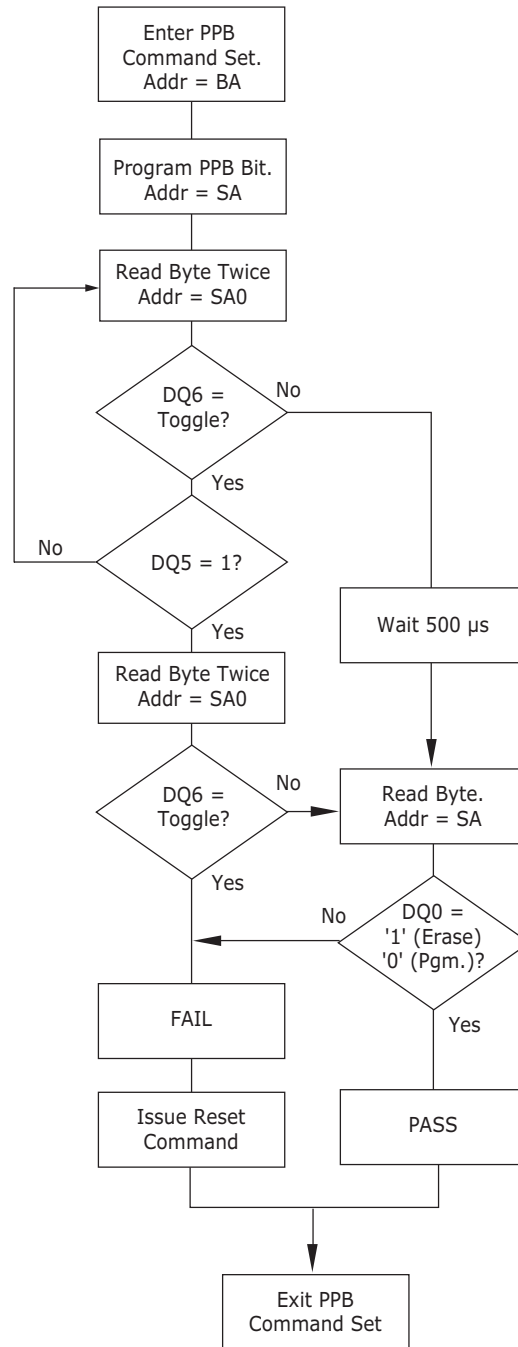 Enter PPB
Command Set.
Addr = BA
Program PPB Bit.
Addr = SA
Read Byte Twice
Addr = SA0
DQ6 =
Toggle?
No
Yes
No
DQ5 = 1?
Yes
Wait 500 µs
Read Byte Twice
Addr = SA0
DQ6 =
Toggle?
No
Yes
Read Byte.
Addr = SA
No
DQ0 =
'1' (Erase)
'0' (Pgm.)?
Yes
FAIL
Issue Reset
Command
PASS
Exit PPB
Command Set